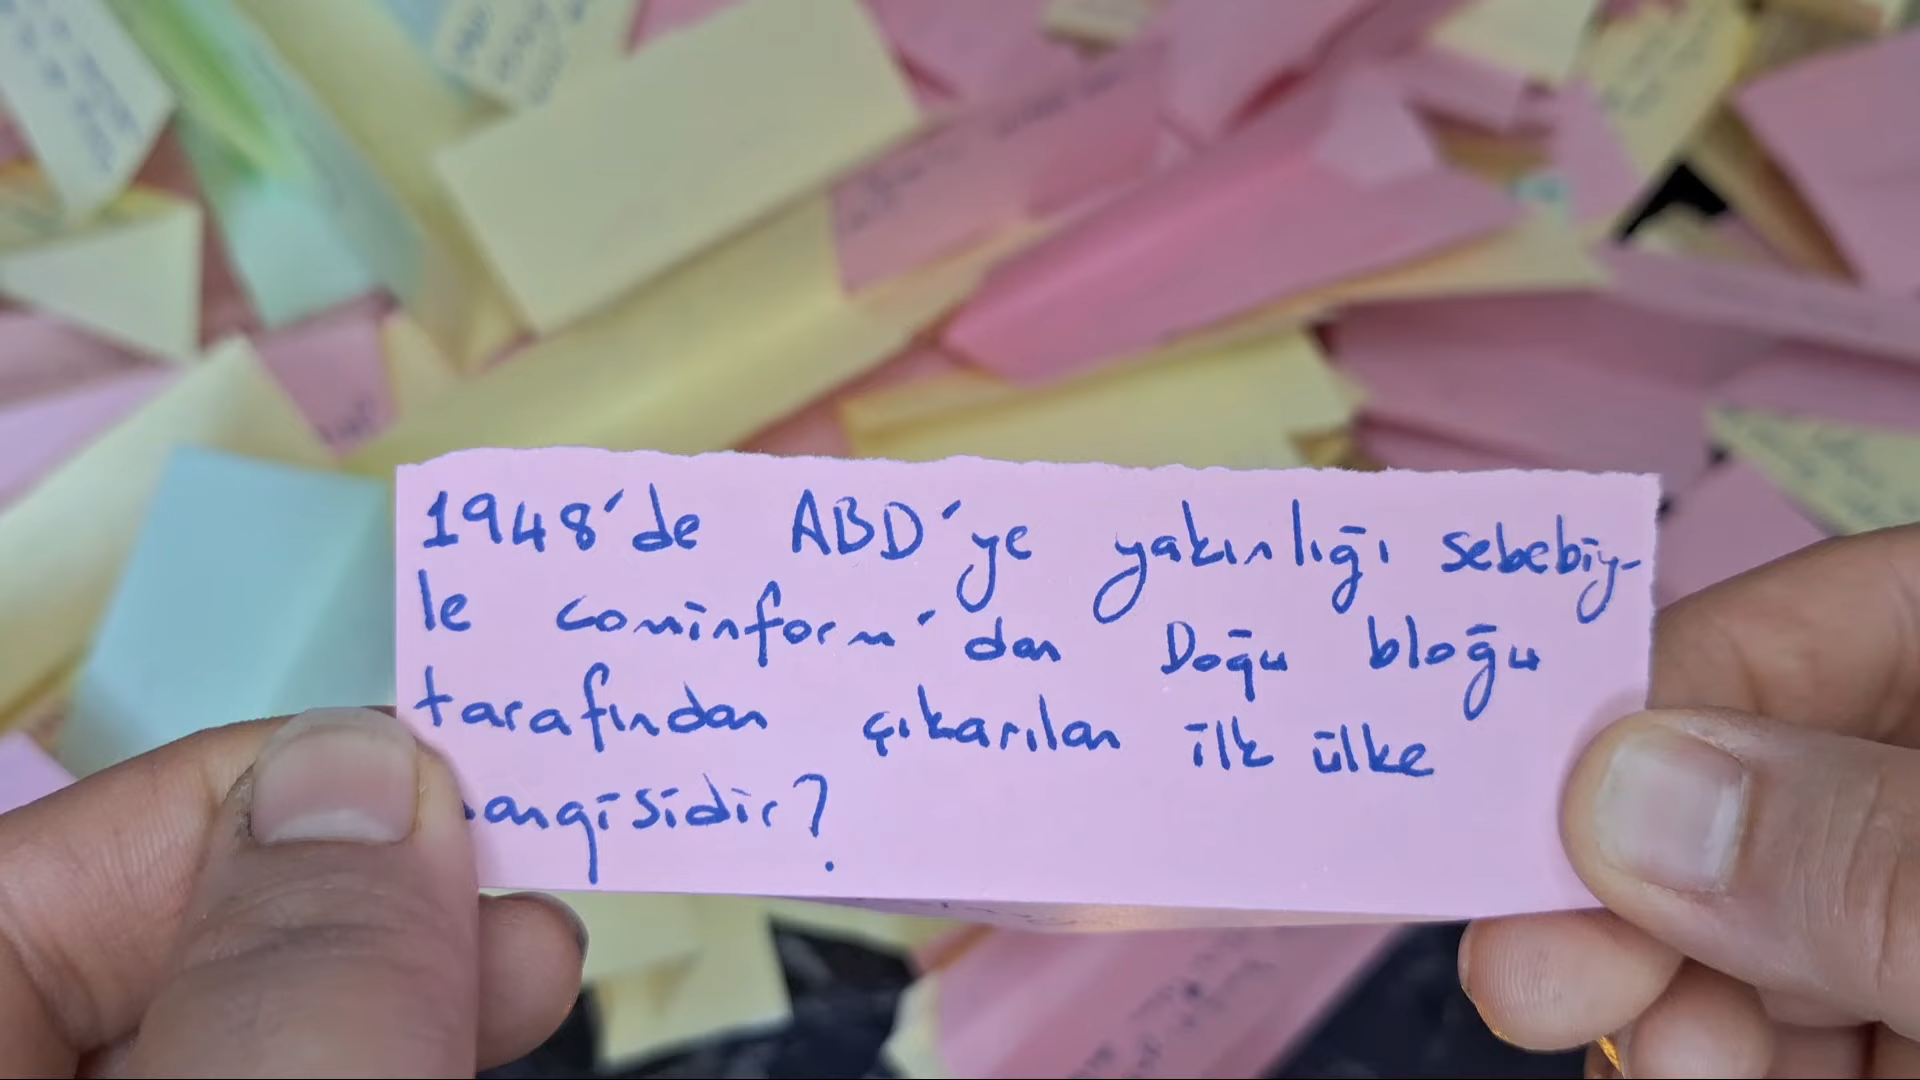 1948'de ABD'ye yakınlığı sebebiy-
le cominform'dan Doğu bloğu
tarafından çıkarılan ilk ülke
hangisidir?